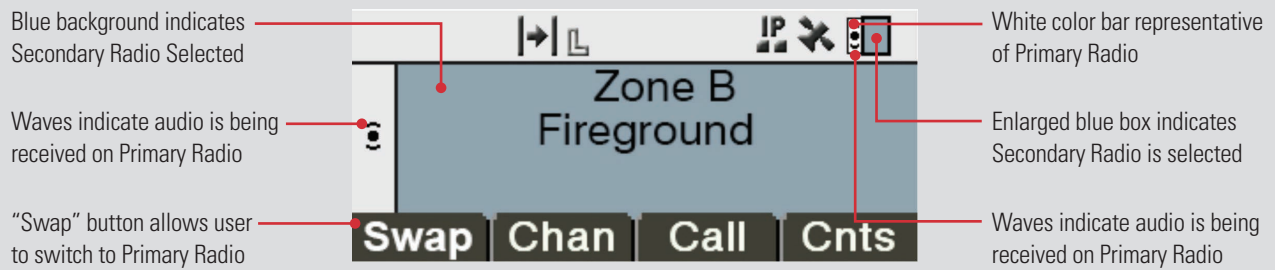 Blue background indicates
Secondary Radio Selected
Waves indicate audio is being
received on Primary Radio
“Swap” button allows user
to switch to Primary Radio
L IP
Zone B
Fireground
Swap Chan Call Cnts
White color bar representative
of Primary Radio
Enlarged blue box indicates
Secondary Radio is selected
Waves indicate audio is being
received on Primary Radio